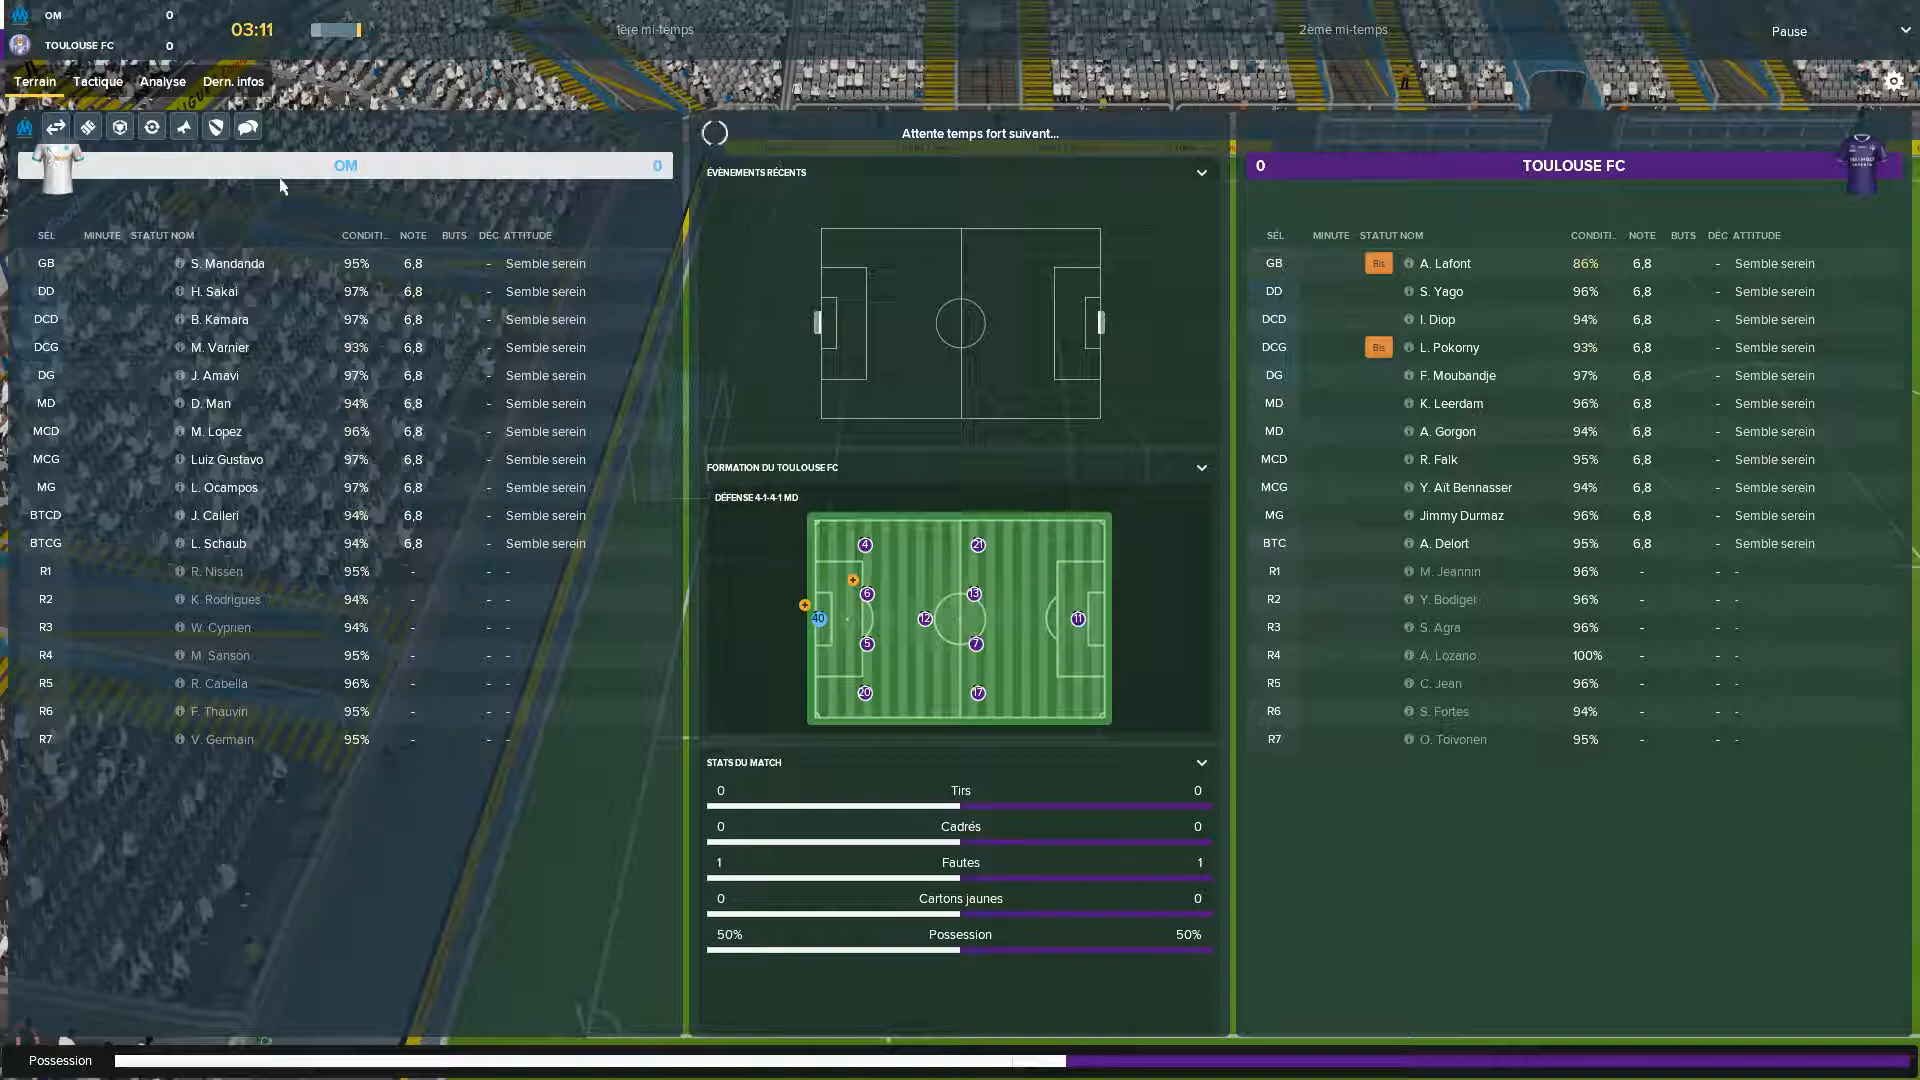 OM 0
TOULOUSE FC 0
03:11
1ère mi-temps
2ème mi-temps
Pause
Terrain Tactique Analyse Dern. infos
OM 0
SÉL MINUTE STATUT NOM CONDITI... NOTE BUTS DÉC ATTITUDE
GB S. Mandanda 95% 6,8 - Semble serein
DD H. Sakai 97% 6,8 - Semble serein
DCD B. Kamara 97% 6,8 - Semble serein
DCG M. Varnier 93% 6,8 - Semble serein
DG J. Amavi 97% 6,8 - Semble serein
MD D. Man 94% 6,8 - Semble serein
MCD M. Lopez 96% 6,8 - Semble serein
MCG Luiz Gustavo 97% 6,8 - Semble serein
MG L. Ocampos 97% 6,8 - Semble serein
BTCD J. Calleri 94% 6,8 - Semble serein
BTCG L. Schaub 94% 6,8 - Semble serein
R1 R. Nissen 95% - - -
R2 K. Rodrigues 94% - - -
R3 W. Cyprien 94% - - -
R4 M. Sanson 95% - - -
R5 R. Cabella 96% - - -
R6 F. Thauvin 95% - - -
R7 V. Germain 95% - - -
Attente temps fort suivant...
ÉVÈNEMENTS RÉCENTS
FORMATION DU TOULOUSE FC
DÉFENSE 4-1-4-1 MD
4 21
6 13
40 12 11
5 7
20 17
STATS DU MATCH
0 Tirs 0
0 Cadrés 0
1 Fautes 1
0 Cartons jaunes 0
50% Possession 50%
0 TOULOUSE FC
SÉL MINUTE STATUT NOM CONDITI... NOTE BUTS DÉC ATTITUDE
GB Bls A. Lafont 86% 6,8 - Semble serein
DD S. Yago 96% 6,8 - Semble serein
DCD I. Diop 94% 6,8 - Semble serein
DCG Bls L. Pokorny 93% 6,8 - Semble serein
DG F. Moubandje 97% 6,8 - Semble serein
MD K. Leerdam 96% 6,8 - Semble serein
MD A. Gorgon 94% 6,8 - Semble serein
MCD R. Falk 95% 6,8 - Semble serein
MCG Y. Aït Bennasser 94% 6,8 - Semble serein
MG Jimmy Durmaz 96% 6,8 - Semble serein
BTC A. Delort 95% 6,8 - Semble serein
R1 M. Jeannin 96% - - -
R2 Y. Bodiger 96% - - -
R3 S. Agra 96% - - -
R4 A. Lozano 100% - - -
R5 C. Jean 96% - - -
R6 S. Fortes 94% - - -
R7 O. Toivonen 95% - - -
Possession